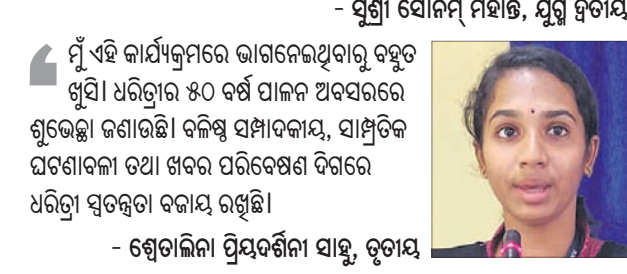 - ସୁଶ୍ରୀ ସୋନମ୍ ମହାନ୍ତି, ଯୁଗ୍ମ ଦ୍ୱିତୀୟ
ମୁଁ ଏହି କାର୍ଯ୍ୟକ୍ରମରେ ଭାଗନେଇଥିବାରୁ ବହୁତ
ଖୁସି। ଧରିତ୍ରୀର ୫୦ ବର୍ଷ ପାଳନ ଅବସରରେ
ଶୁଭେଚ୍ଛା ଜଣାଉଛି। ବଳିଷ୍ଠ ସମ୍ପାଦକୀୟ, ସାମ୍ପ୍ରତିକ
ଘଟଣାବଳୀ ତଥା ଖବର ପରିବେଷଣ ଦିଗରେ
ଧରିତ୍ରୀ ସ୍ୱତନ୍ତ୍ରତା ବଜାୟ ରଖିଛି।
- ଶ୍ୱେତାଲିନା ପ୍ରିୟଦର୍ଶିନୀ ସାହୁ, ତୃତୀୟ